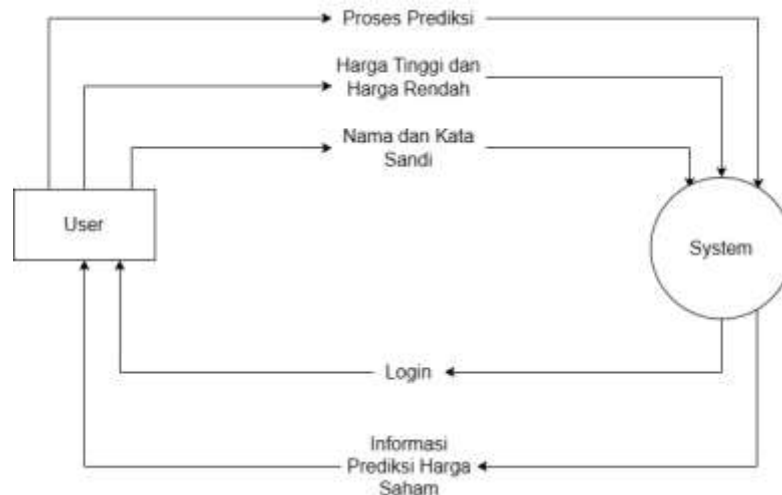 Proses Prediksi
Harga Tinggi dan
Harga Rendah
Nama dan Kata
Sandi
User
System
Login
Informasi
Prediksi Harga
Saham